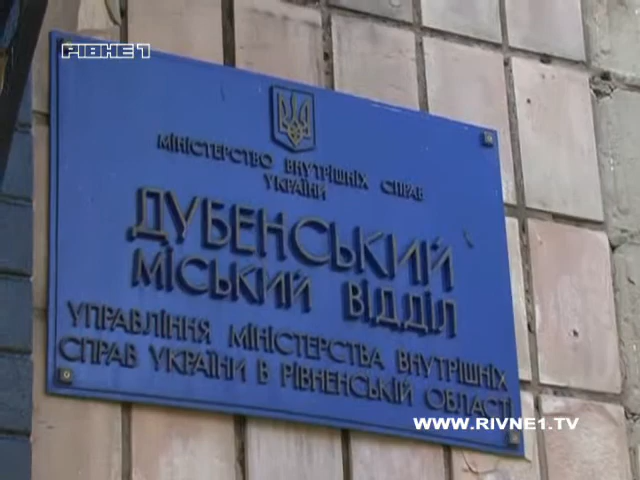 РІВНЕ 1
МІНІСТЕРСТВО ВНУТРІШНІХ СПРАВ
УКРАЇНИ
ДУБЕНСЬКИЙ
МІСЬКИЙ ВІДДІЛ
УПРАВЛІННЯ МІНІСТЕРСТВА ВНУТРІШНІХ
СПРАВ УКРАЇНИ В РІВНЕНСЬКІЙ ОБЛАСТІ
WWW.RIVNE1.TV